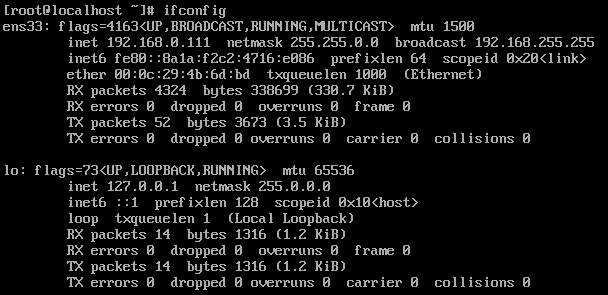 [root@localhost ~]# ifconfig
ens33: flags=4163<UP,BROADCAST,RUNNING,MULTICAST>  mtu 1500
        inet 192.168.0.111  netmask 255.255.0.0  broadcast 192.168.255.255
        inet6 fe80::8a1a:f2c2:4716:e086  prefixlen 64  scopeid 0x20<link>
        ether 00:0c:29:4b:6d:bd  txqueuelen 1000  (Ethernet)
        RX packets 4324  bytes 338699 (330.7 KiB)
        RX errors 0  dropped 0  overruns 0  frame 0
        TX packets 52  bytes 3673 (3.5 KiB)
        TX errors 0  dropped 0 overruns 0  carrier 0  collisions 0

lo: flags=73<UP,LOOPBACK,RUNNING>  mtu 65536
        inet 127.0.0.1  netmask 255.0.0.0
        inet6 ::1  prefixlen 128  scopeid 0x10<host>
        loop  txqueuelen 1  (Local Loopback)
        RX packets 14  bytes 1316 (1.2 KiB)
        RX errors 0  dropped 0  overruns 0  frame 0
        TX packets 14  bytes 1316 (1.2 KiB)
        TX errors 0  dropped 0 overruns 0  carrier 0  collisions 0